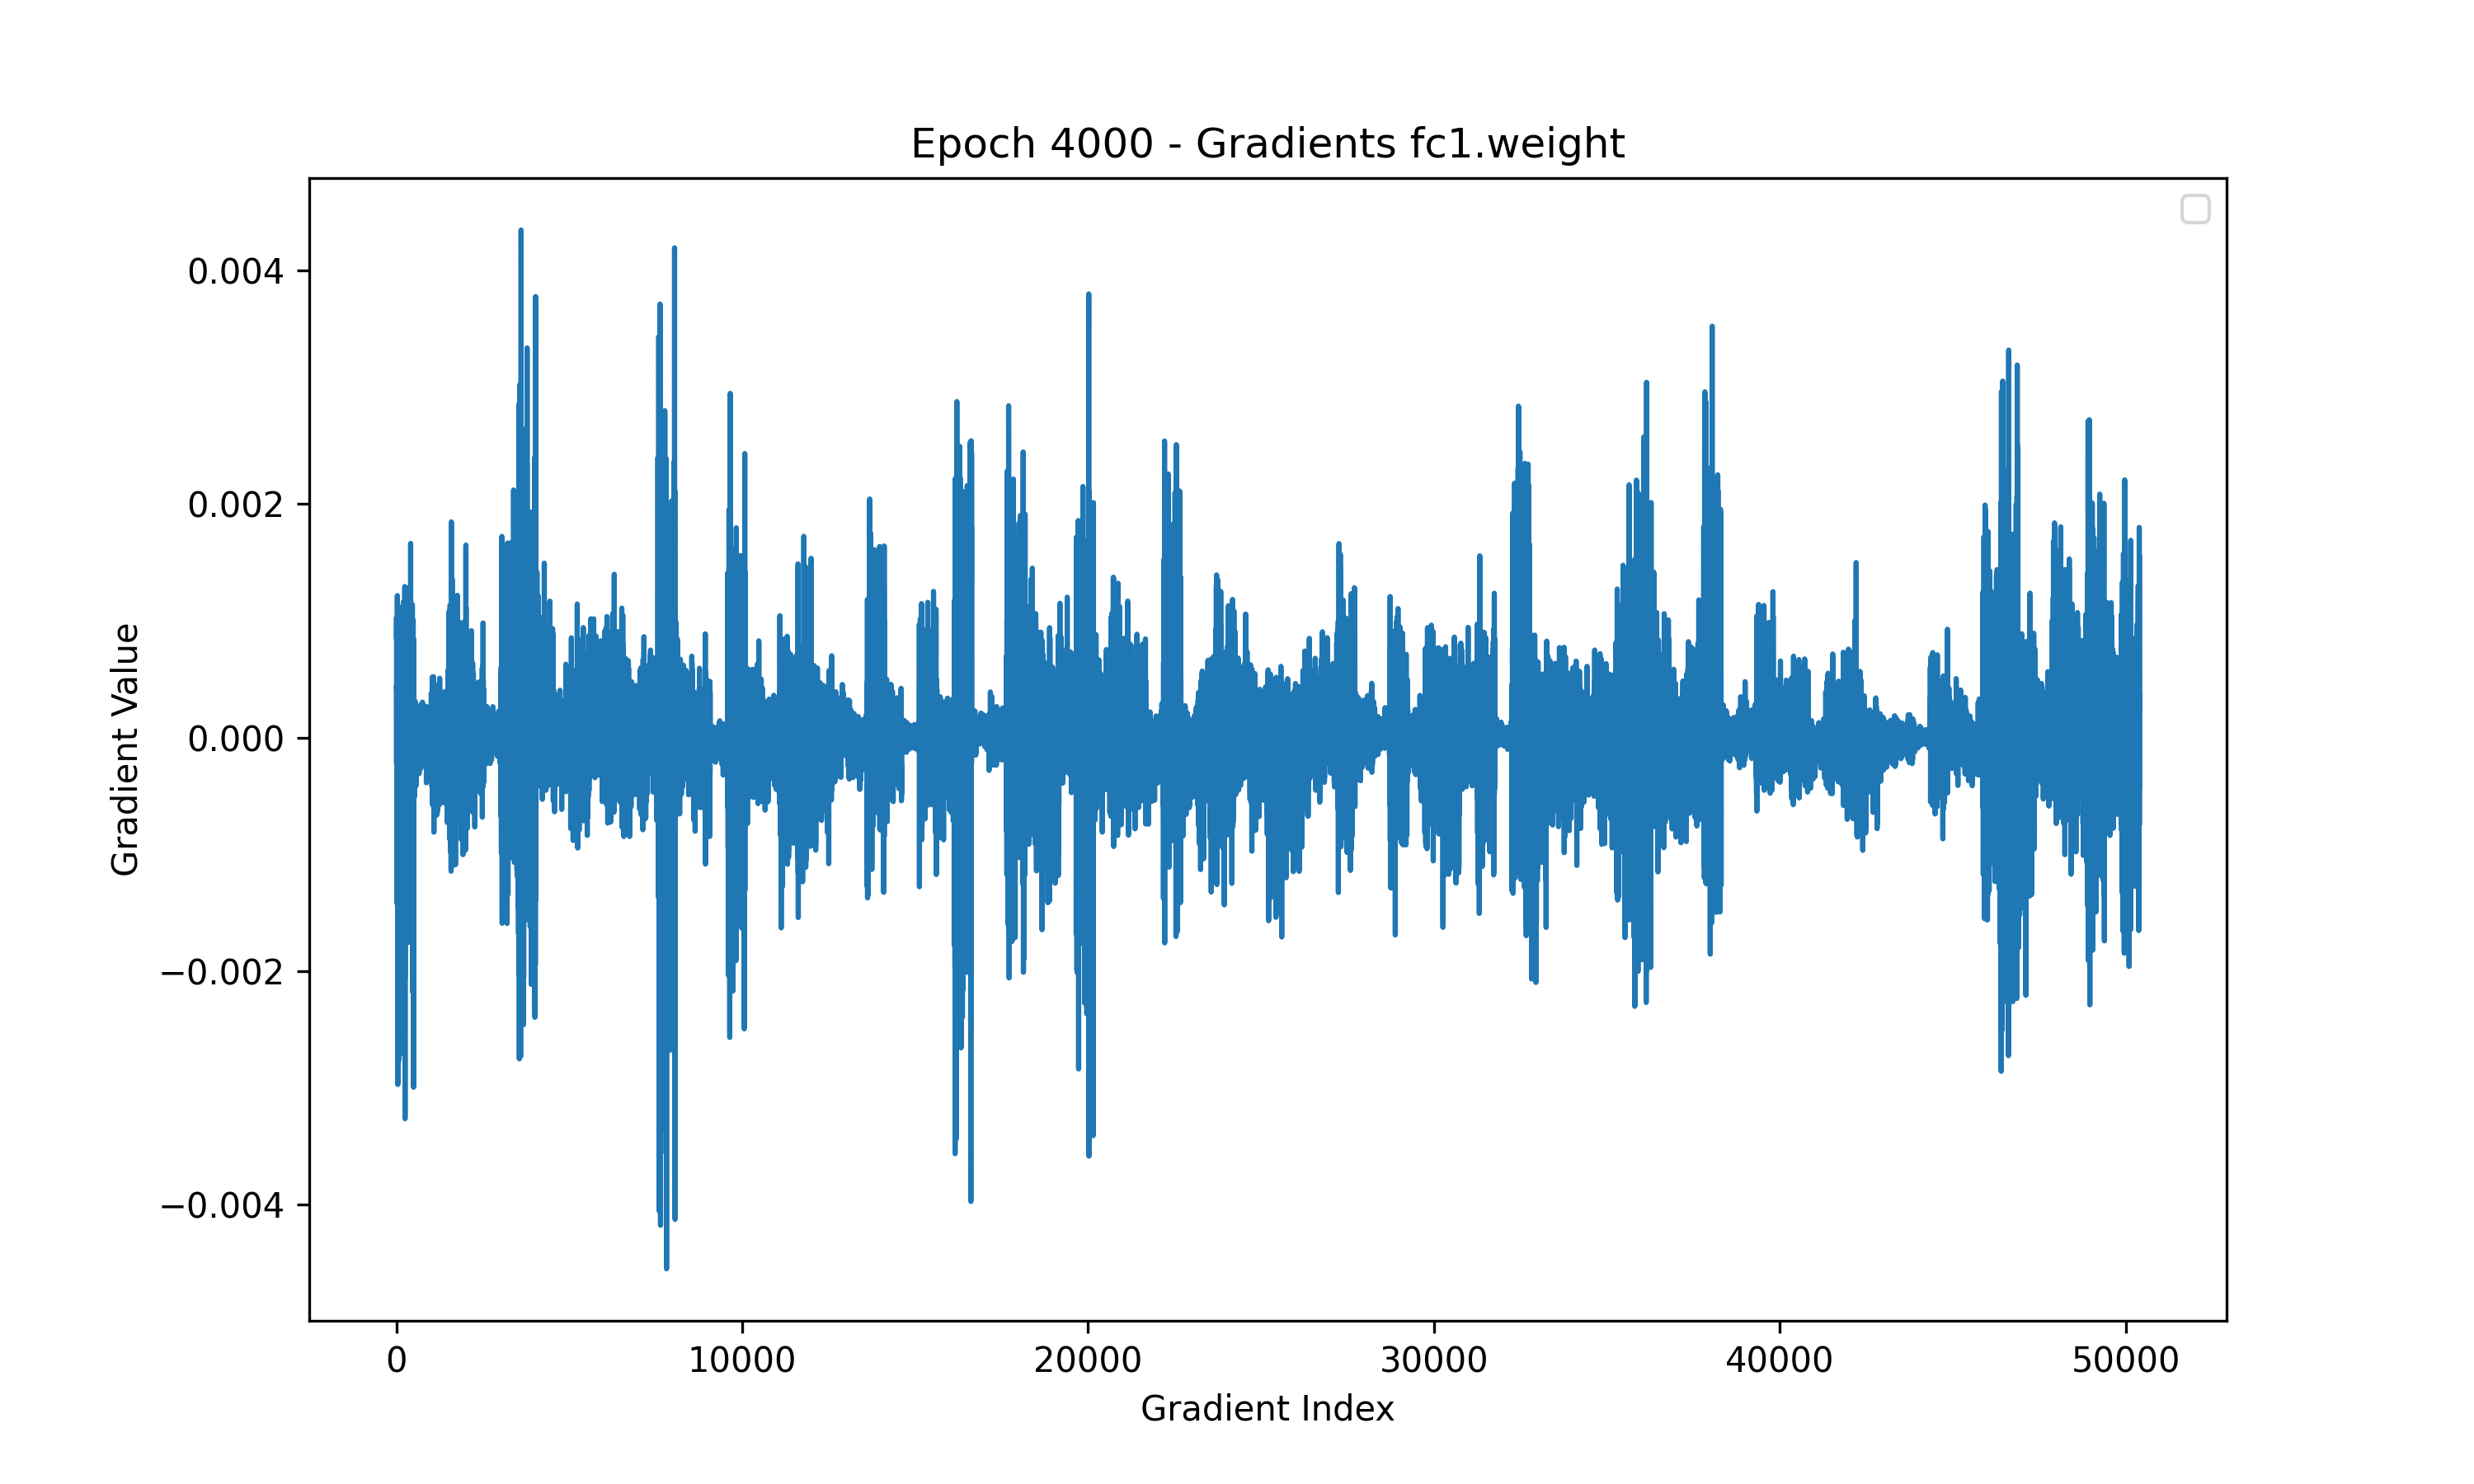 Epoch 4000 - Gradients fc1.weight
0.004
0.002
0.000
−0.002
−0.004
Gradient Value
0 10000 20000 30000 40000 50000
Gradient Index